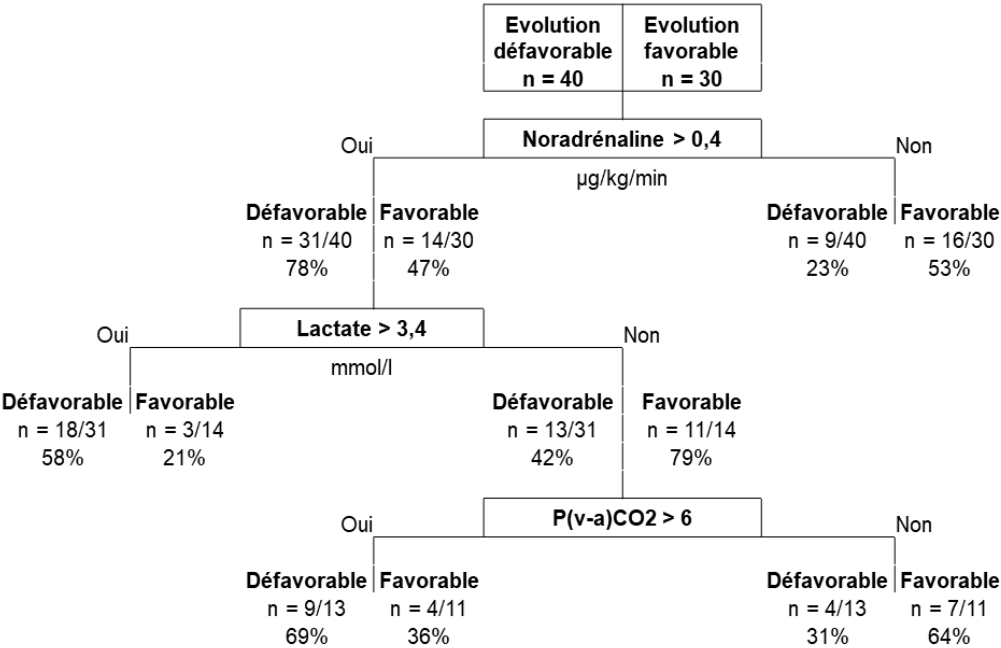 Evolution défavorable n = 40
Evolution favorable n = 30
Noradrénaline > 0,4
µg/kg/min
Oui
Non
Défavorable
n = 31/40
78%
Favorable
n = 14/30
47%
Défavorable
n = 9/40
23%
Favorable
n = 16/30
53%
Lactate > 3,4
mmol/l
Oui
Non
Défavorable
n = 18/31
58%
Favorable
n = 3/14
21%
Défavorable
n = 13/31
42%
Favorable
n = 11/14
79%
P(v-a)CO2 > 6
Oui
Non
Défavorable
n = 9/13
69%
Favorable
n = 4/11
36%
Défavorable
n = 4/13
31%
Favorable
n = 7/11
64%